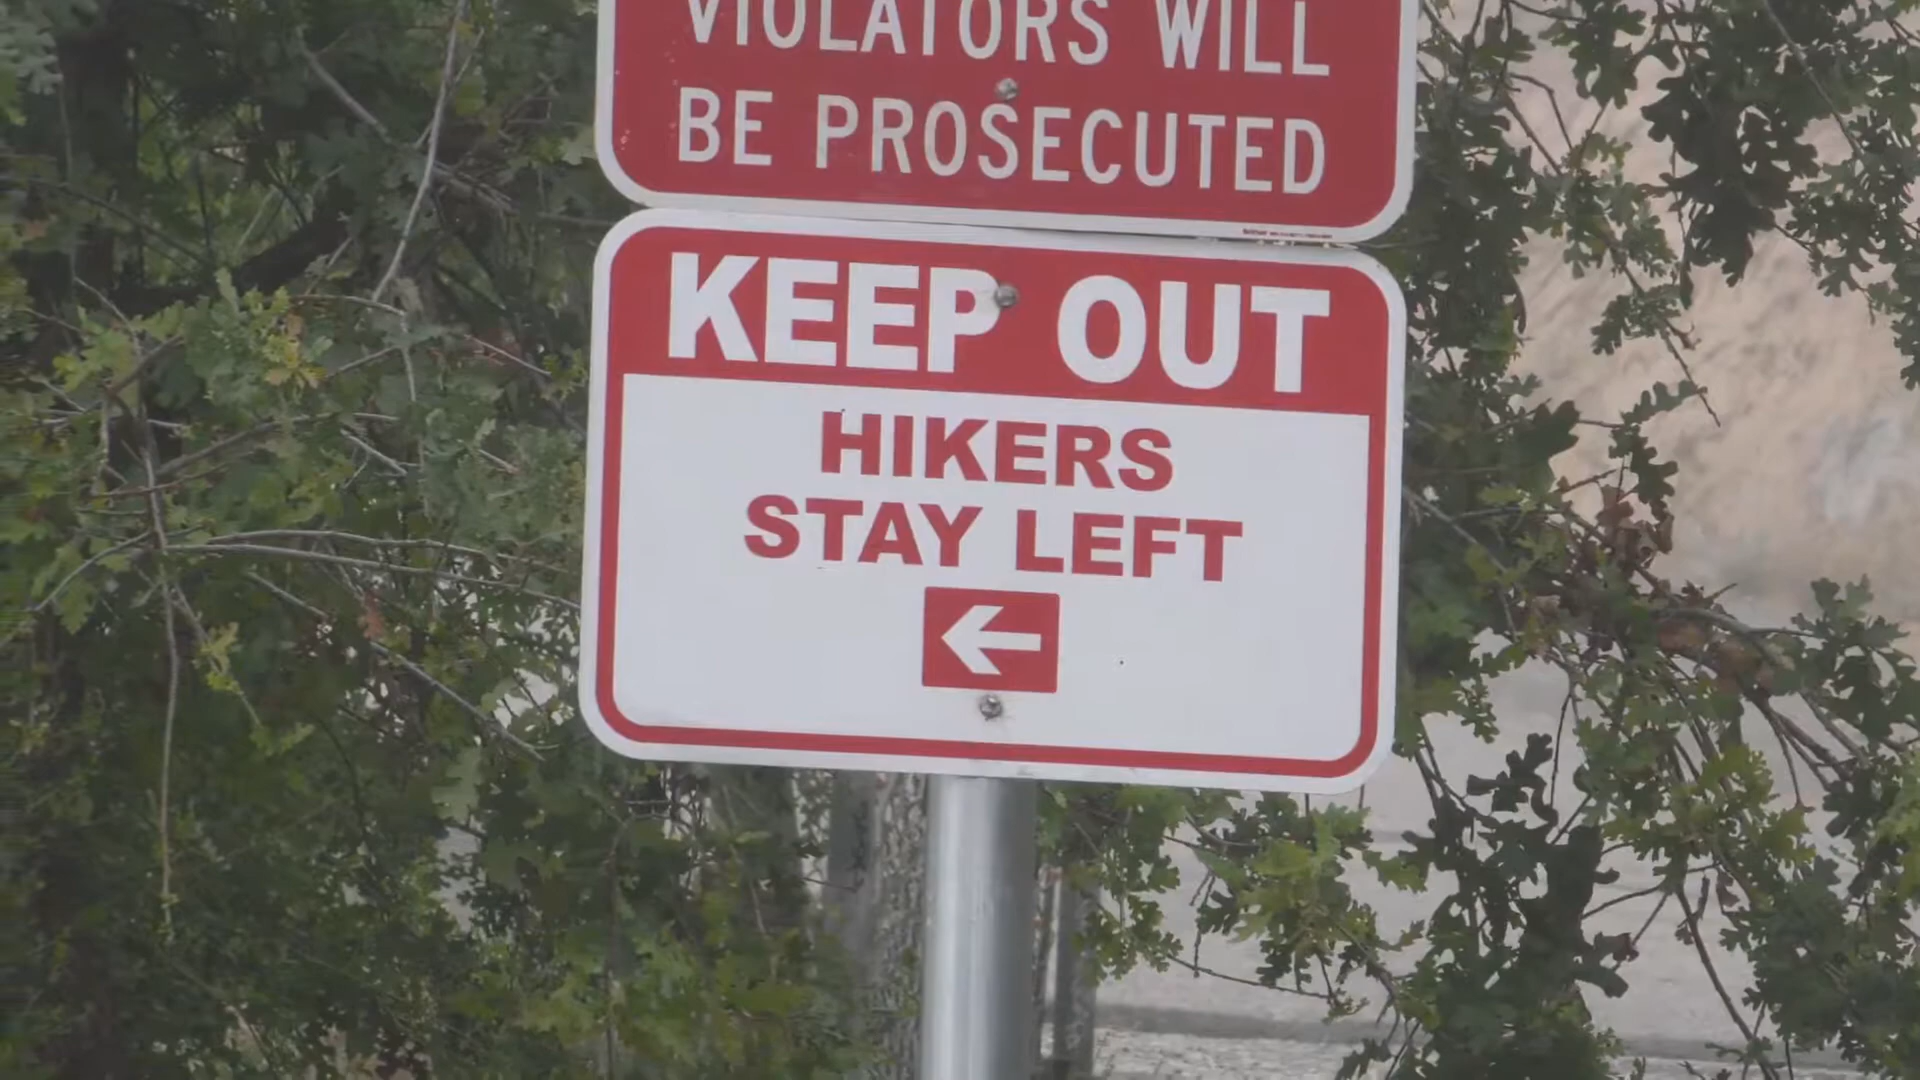 VIOLATORS WILL
BE PROSECUTED
KEEP OUT
HIKERS
STAY LEFT